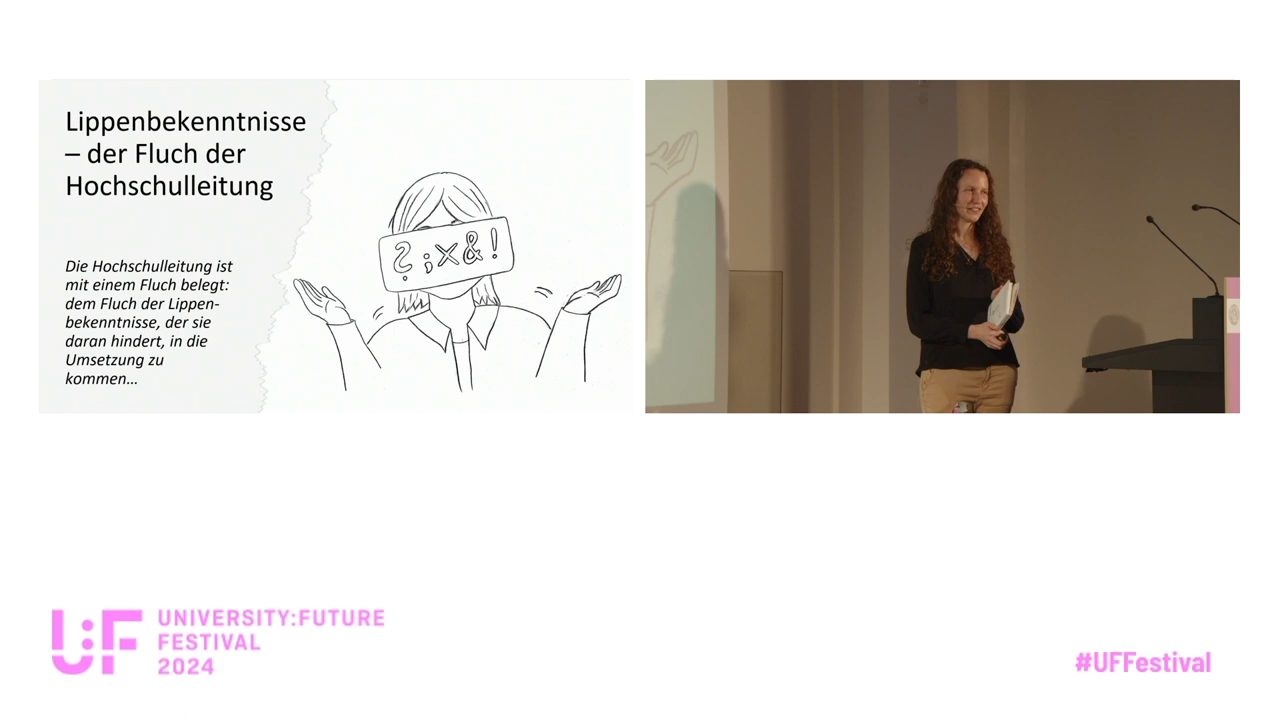 Lippenbekenntnisse
– der Fluch der
Hochschulleitung
Die Hochschulleitung ist
mit einem Fluch belegt:
dem Fluch der Lippen-
bekenntnisse, der sie
daran hindert, in die
Umsetzung zu
kommen...
?;x&!
U:F
UNIVERSITY:FUTURE
FESTIVAL
2024
#UFFestival